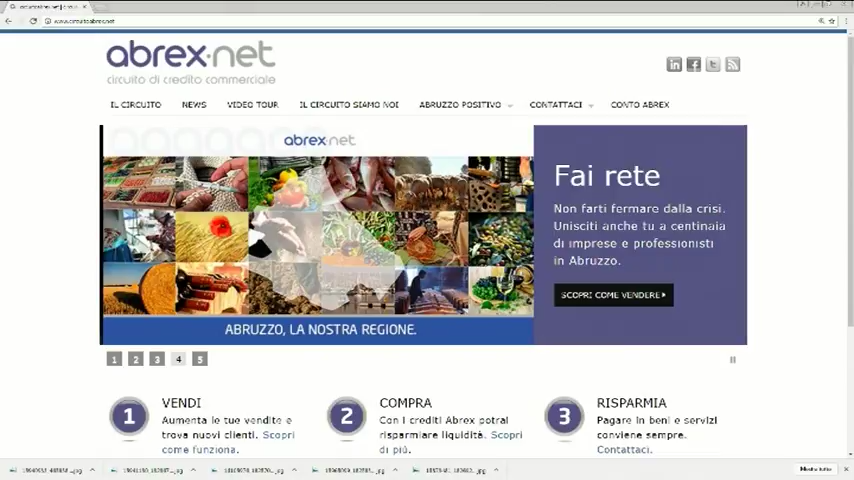 www.circuitoabrex.net
abrex·net
circuito di credito commerciale
IL CIRCUITO NEWS VIDEO TOUR IL CIRCUITO SIAMO NOI ABRUZZO POSITIVO CONTATTACI CONTO ABREX
abrex·net
ABRUZZO, LA NOSTRA REGIONE.
Fai rete
Non farti fermare dalla crisi.
Unisciti anche tu a centinaia
di imprese e professionisti
in Abruzzo.
SCOPRI COME VENDERE
1 2 3 4 5
1 VENDI
Aumenta le tue vendite e
trova nuovi clienti. Scopri
come funziona.
2 COMPRA
Con i crediti Abrex potrai
risparmiare liquidità. Scopri
di più.
3 RISPARMIA
Pagare in beni e servizi
conviene sempre.
Contattaci.
Mostra tutto